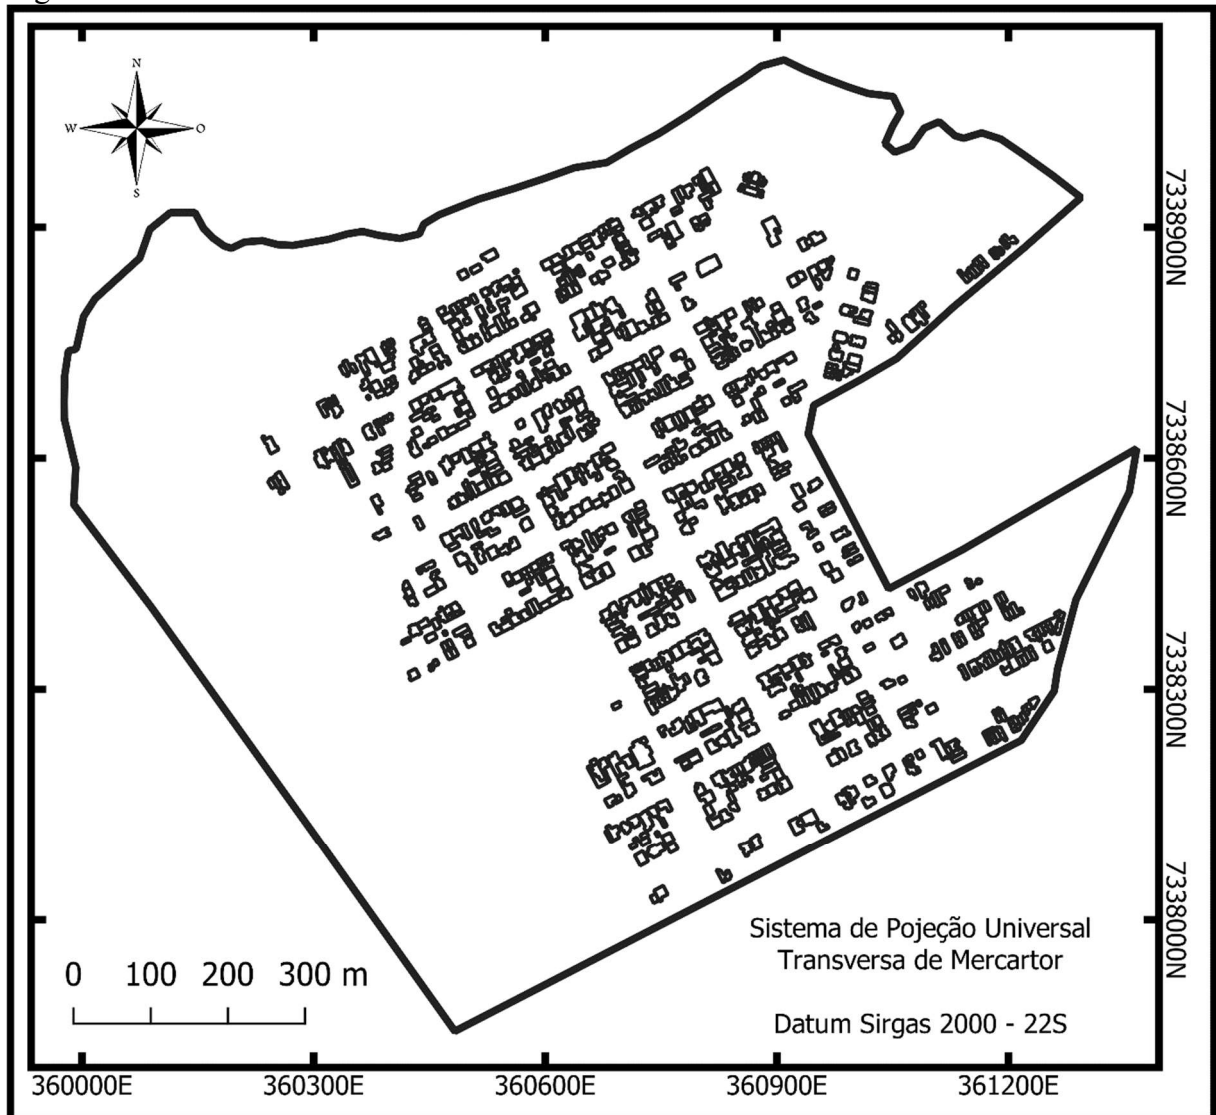 N
W O
S
7338900N
7338600N
7338300N
7338000N
Sistema de Pojeção Universal
Transversa de Mercartor
Datum Sirgas 2000 - 22S
0 100 200 300 m
360000E 360300E 360600E 360900E 361200E